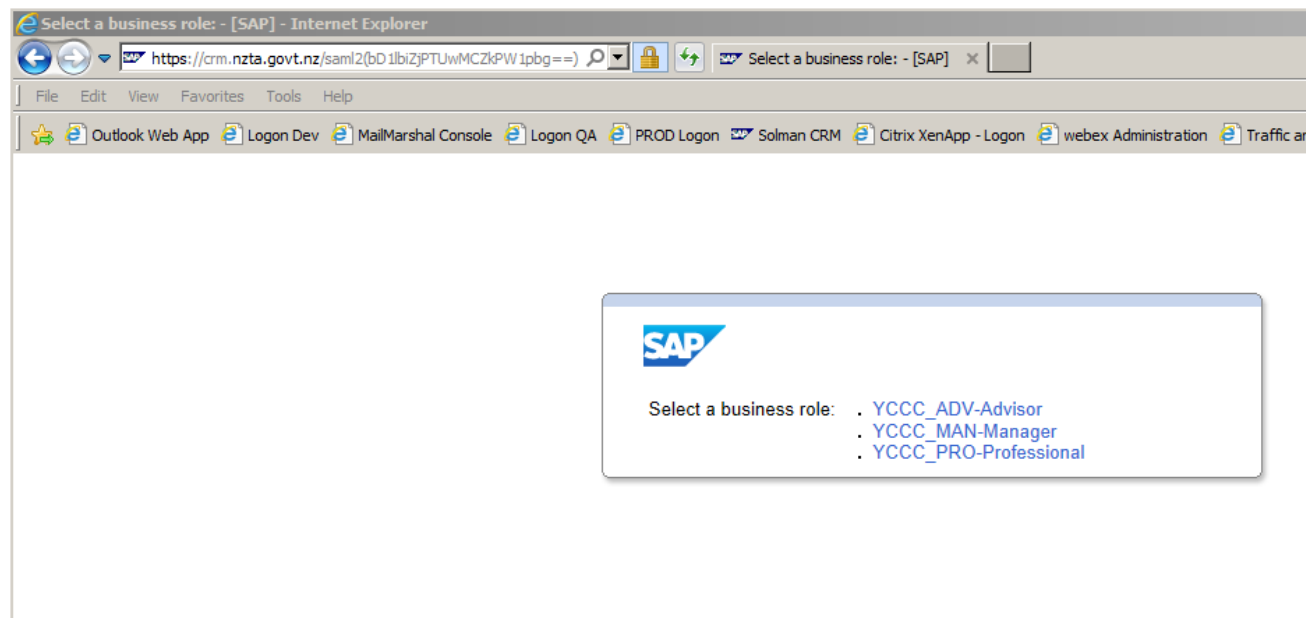 Select a business role: - [SAP] - Internet Explorer
https://crm.nzta.govt.nz/saml2(bD1lbiZjPTUwMCZkPW1pbg==) SAP Select a business role: - [SAP]
File Edit View Favorites Tools Help
Outlook Web App Logon Dev MailMarshal Console Logon QA PROD Logon SAP Solman CRM Citrix XenApp - Logon webex Administration Traffic ar
SAP
Select a business role: . YCCC_ADV-Advisor
. YCCC_MAN-Manager
. YCCC_PRO-Professional